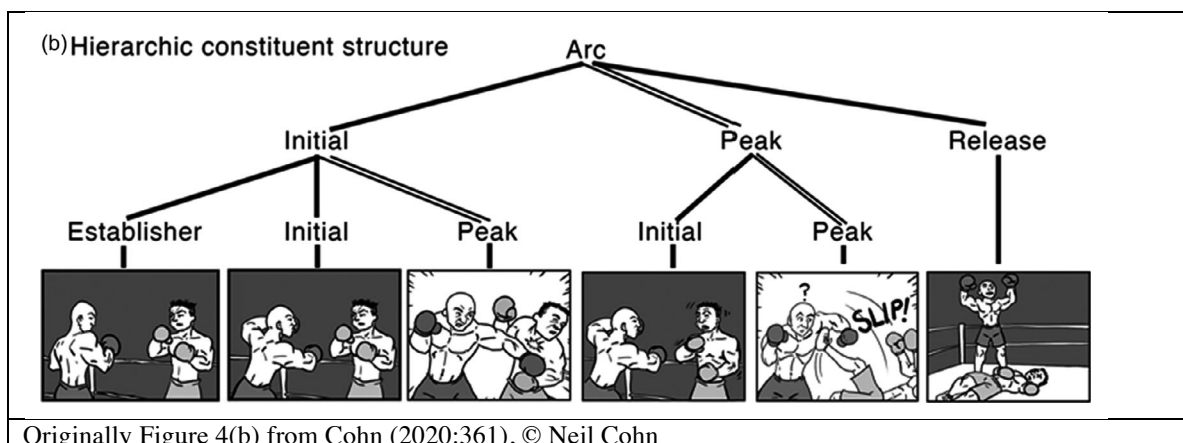 (b) Hierarchic constituent structure
Arc
Initial Peak Release
Establisher Initial Peak Initial Peak
?
SLIP!
Originally Figure 4(b) from Cohn (2020:361). © Neil Cohn